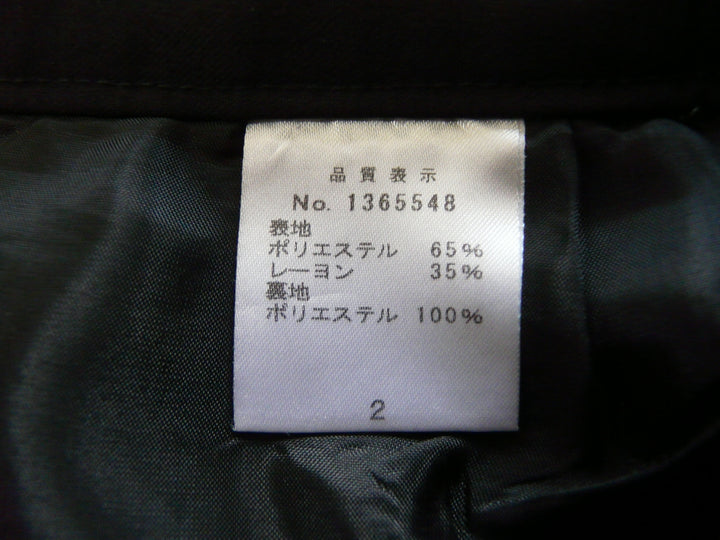 品質表示
No. 1365548
表地
ポリエステル 65%
レーヨン 35%
裏地
ポリエステル 100%
2